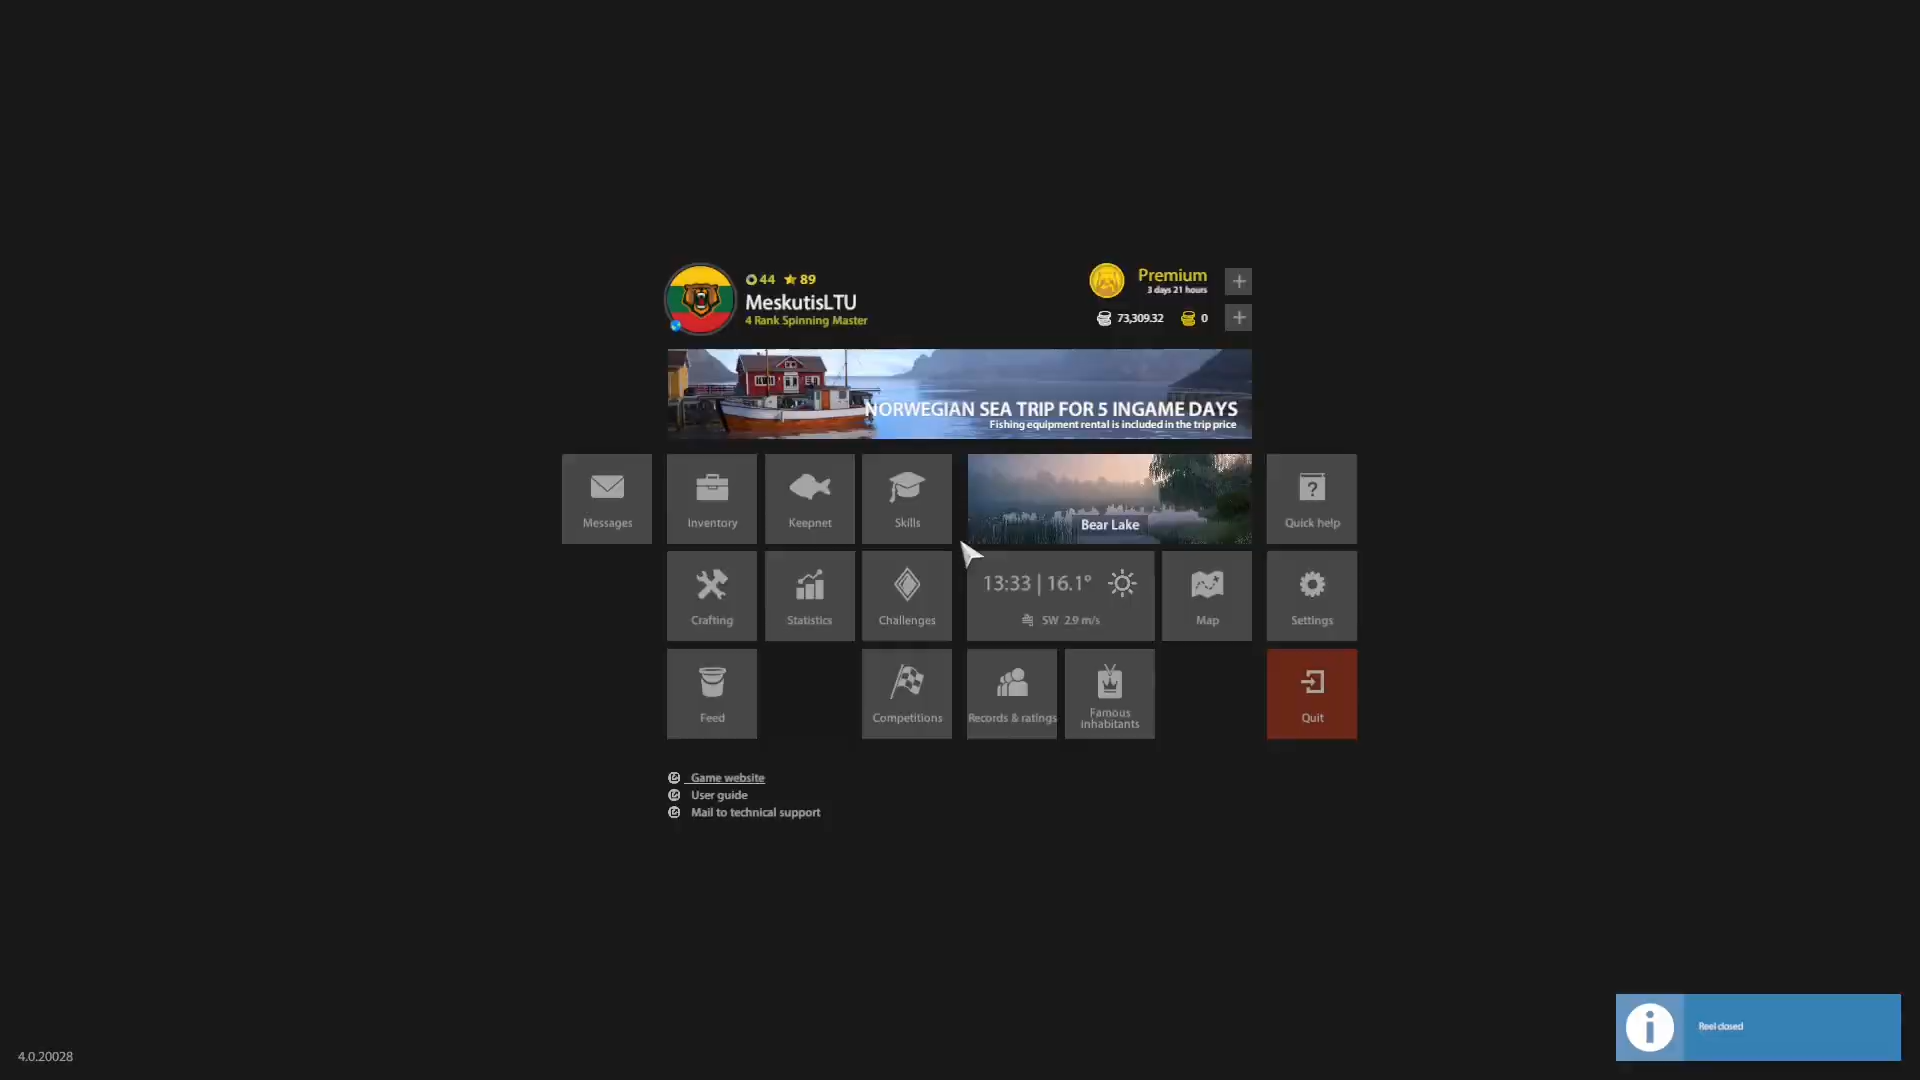 44 89
MeskutisLTU
4 Rank Spinning Master
Premium
3 days 21 hours
+
73,309.32 0
+
NORWEGIAN SEA TRIP FOR 5 INGAME DAYS
Fishing equipment rental is included in the trip price
Messages
Inventory
Keepnet
Skills
Bear Lake
?
Quick help
Crafting
Statistics
Challenges
13:33 | 16.1°
SW 2.9 m/s
Map
Settings
Feed
Competitions
Records & ratings
Famous
inhabitants
Quit
Game website
User guide
Mail to technical support
i
Reel closed
4.0.20028